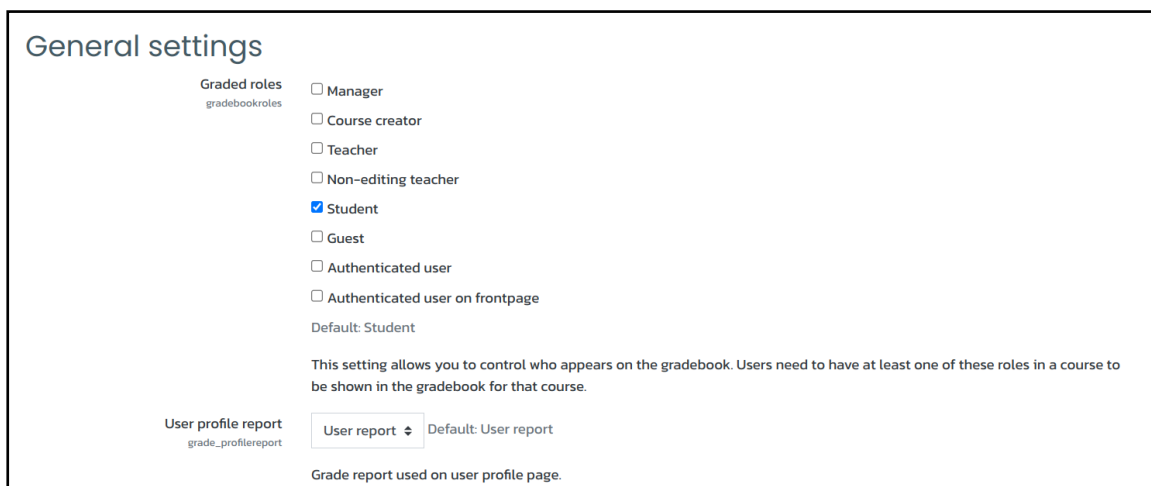 General settings
Graded roles
gradebookroles
Manager
Course creator
Teacher
Non-editing teacher
Student
Guest
Authenticated user
Authenticated user on frontpage
Default: Student
This setting allows you to control who appears on the gradebook. Users need to have at least one of these roles in a course to
be shown in the gradebook for that course.
User profile report
grade_profilereport
User report
Default: User report
Grade report used on user profile page.